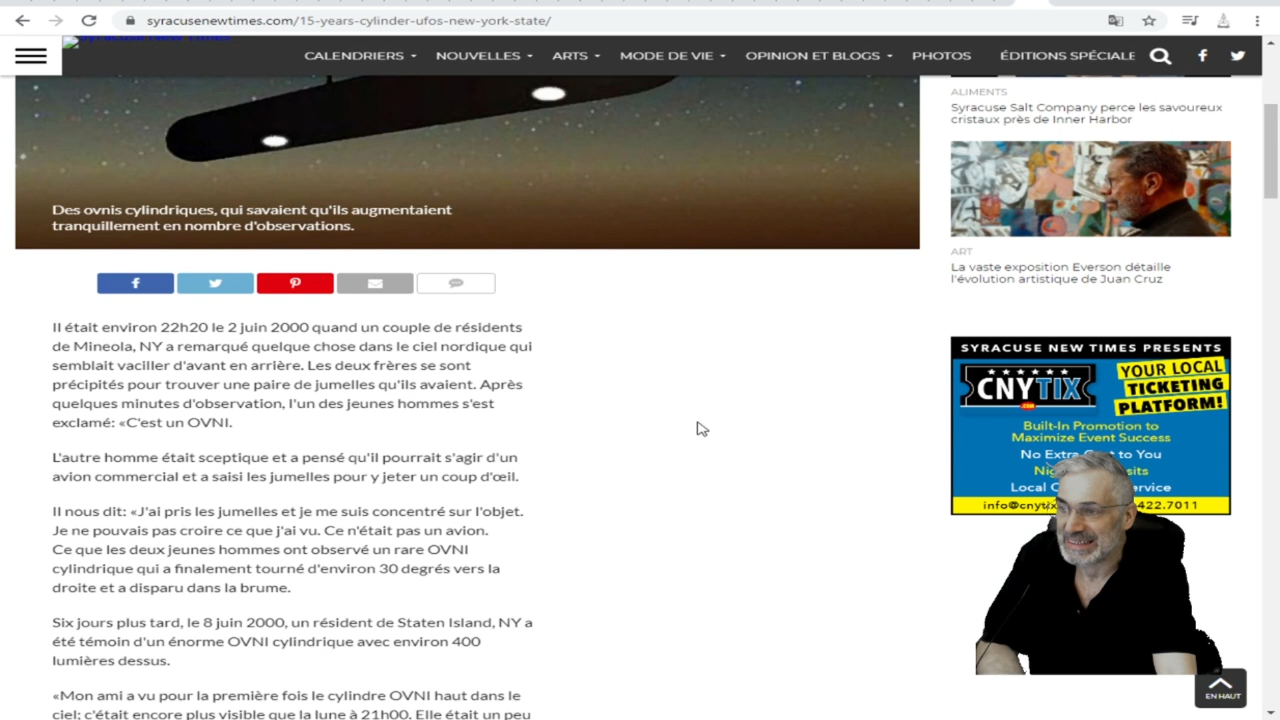 syracusenewtimes.com/15-years-cylinder-ufos-new-york-state/
Syracuse New Times
CALENDRIERS
NOUVELLES
ARTS
MODE DE VIE
OPINION ET BLOGS
PHOTOS
ÉDITIONS SPÉCIALE
Des ovnis cylindriques, qui savaient qu'ils augmentaient
tranquillement en nombre d'observations.
Il était environ 22h20 le 2 juin 2000 quand un couple de résidents
de Mineola, NY a remarqué quelque chose dans le ciel nordique qui
semblait vaciller d'avant en arrière. Les deux frères se sont
précipités pour trouver une paire de jumelles qu'ils avaient. Après
quelques minutes d'observation, l'un des jeunes hommes s'est
exclamé: «C'est un OVNI.
L'autre homme était sceptique et a pensé qu'il pourrait s'agir d'un
avion commercial et a saisi les jumelles pour y jeter un coup d'œil.
Il nous dit: «J'ai pris les jumelles et je me suis concentré sur l'objet.
Je ne pouvais pas croire ce que j'ai vu. Ce n'était pas un avion.
Ce que les deux jeunes hommes ont observé un rare OVNI
cylindrique qui a finalement tourné d'environ 30 degrés vers la
droite et a disparu dans la brume.
Six jours plus tard, le 8 juin 2000, un résident de Staten Island, NY a
été témoin d'un énorme OVNI cylindrique avec environ 400
lumières dessus.
«Mon ami a vu pour la première fois le cylindre OVNI haut dans le
ciel; c'était encore plus visible que la lune à 21h00. Elle était un peu
ALIMENTS
Syracuse Salt Company perce les savoureux
cristaux près de Inner Harbor
ART
La vaste exposition Everson détaille
l'évolution artistique de Juan Cruz
SYRACUSE NEW TIMES PRESENTS
CNYTIX
.com
YOUR LOCAL
TICKETING
PLATFORM!
Built-In Promotion to
Maximize Event Success
No Extra to You
Local
info@cnytix 422.7011
EN HAUT